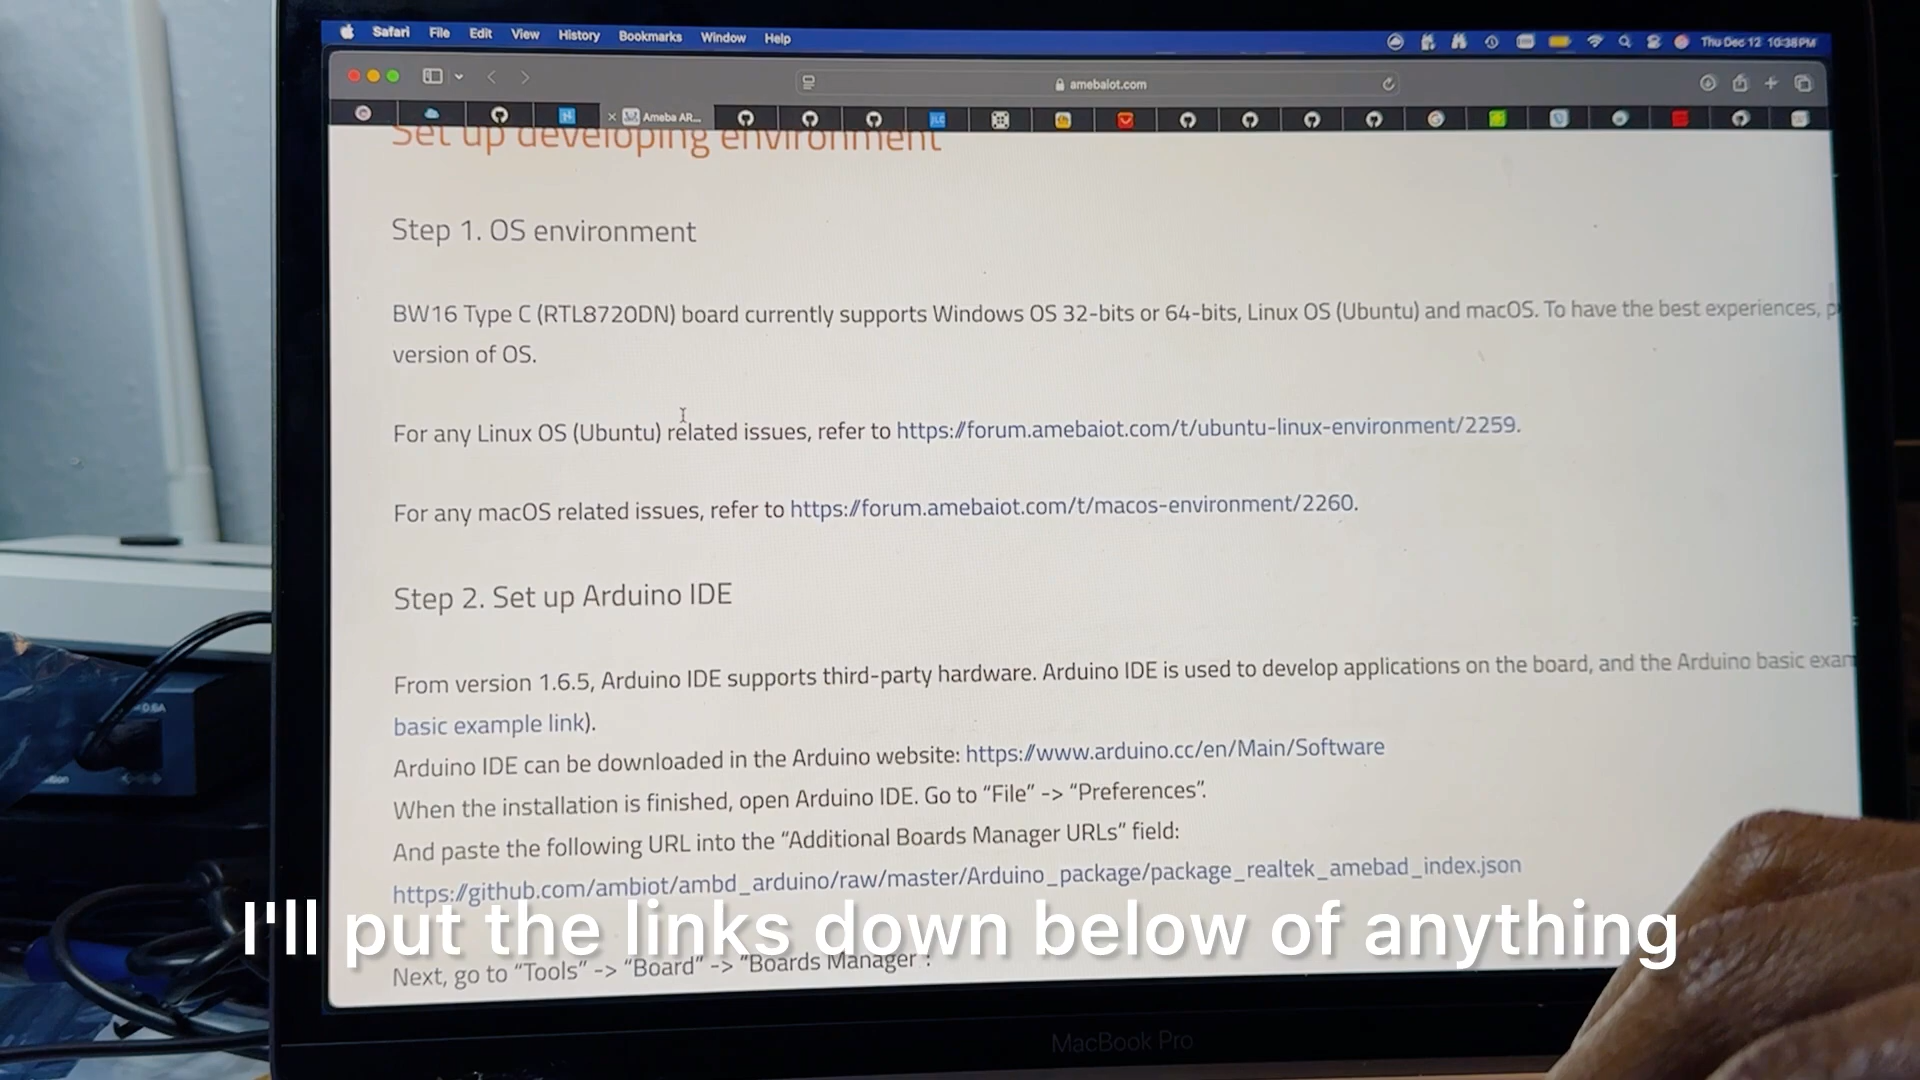 Safari File Edit View History Bookmarks Window Help
Thu Dec 12 10:38 PM
amebaiot.com
Ameba AR...
Set up developing environment
Step 1. OS environment
BW16 Type C (RTL8720DN) board currently supports Windows OS 32-bits or 64-bits, Linux OS (Ubuntu) and macOS. To have the best experiences, p
version of OS.
For any Linux OS (Ubuntu) related issues, refer to https://forum.amebaiot.com/t/ubuntu-linux-environment/2259.
For any macOS related issues, refer to https://forum.amebaiot.com/t/macos-environment/2260.
Step 2. Set up Arduino IDE
From version 1.6.5, Arduino IDE supports third-party hardware. Arduino IDE is used to develop applications on the board, and the Arduino basic exam
basic example link).
Arduino IDE can be downloaded in the Arduino website: https://www.arduino.cc/en/Main/Software
When the installation is finished, open Arduino IDE. Go to “File” -> “Preferences”.
And paste the following URL into the “Additional Boards Manager URLs” field:
https://github.com/ambiot/ambd_arduino/raw/master/Arduino_package/package_realtek_amebad_index.json
I'll put the links down below of anything
Next, go to “Tools” -> “Board” -> “Boards Manager”:
MacBook Pro
0.6A